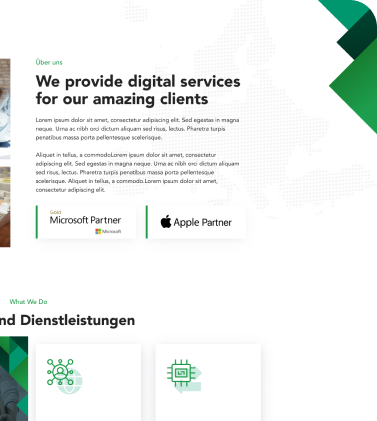 Über uns
We provide digital services
for our amazing clients
Lorem ipsum dolor sit amet, consectetur adipiscing elit. Sed egestas in magna
neque. Urna ac nibh orci dictum aliquam sed risus, lectus. Pharetra turpis
penatibus massa porta pellentesque scelerisque.
Aliquet in tellus, a commodoLorem ipsum dolor sit amet, consectetur
adipiscing elit. Sed egestas in magna neque. Urna ac nibh orci dictum aliquam
sed risus, lectus. Pharetra turpis penatibus massa porta pellentesque
scelerisque. Aliquet in tellus, a commodo.Lorem ipsum dolor sit amet,
consectetur adipiscing elit.
Gold
Microsoft Partner
Microsoft
Apple Partner
What We Do
nd Dienstleistungen